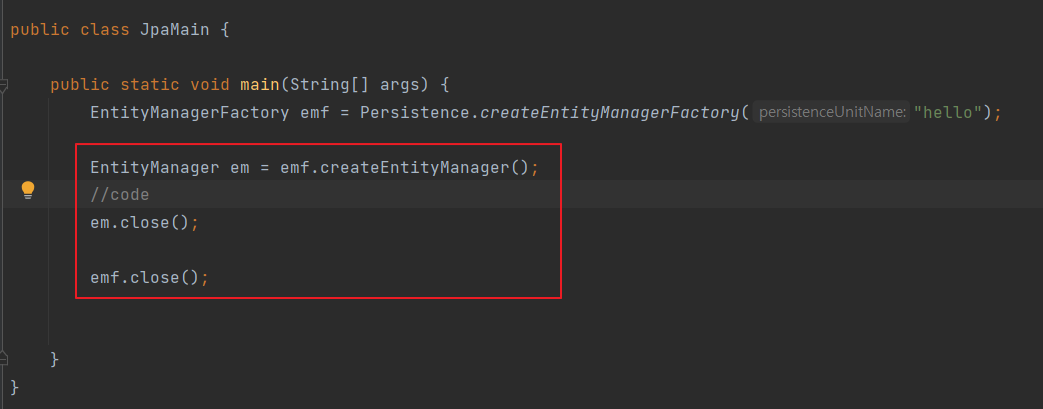 public class JpaMain {
public static void main(String[] args) {
EntityManagerFactory emf = Persistence.createEntityManagerFactory( persistenceUnitName: "hello");
EntityManager em = emf.createEntityManager();
//code
em.close();
emf.close();
}
}